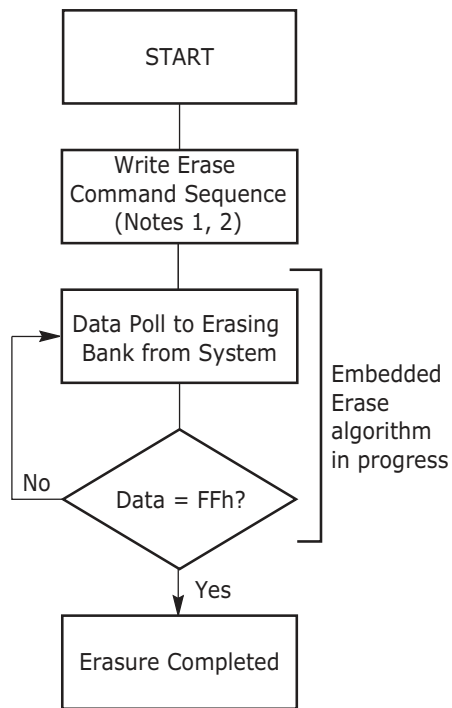 START
Write Erase
Command Sequence
(Notes 1, 2)
Data Poll to Erasing
Bank from System
Embedded
Erase
algorithm
in progress
No
Data = FFh?
Yes
Erasure Completed